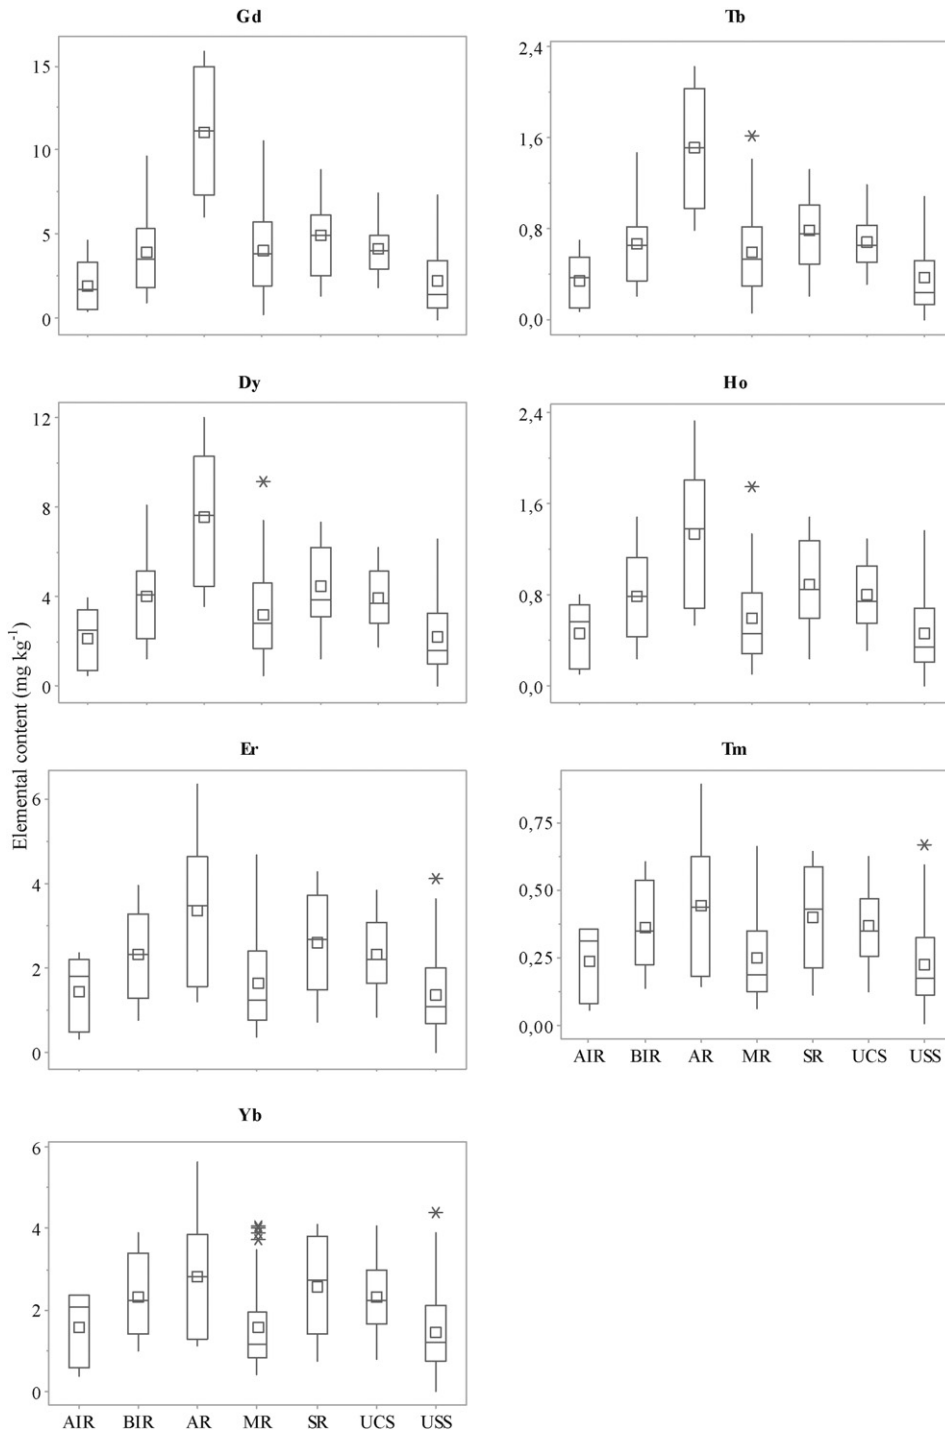 Gd
15
10
5
0
Tb
2,4
1,6
0,8
0,0
Dy
12
8
4
0
Ho
2,4
1,6
0,8
0,0
Elemental content (mg kg⁻¹)
Er
6
4
2
0
Tm
0,75
0,50
0,25
0,00
AIR BIR AR MR SR UCS USS
Yb
6
4
2
0
AIR BIR AR MR SR UCS USS